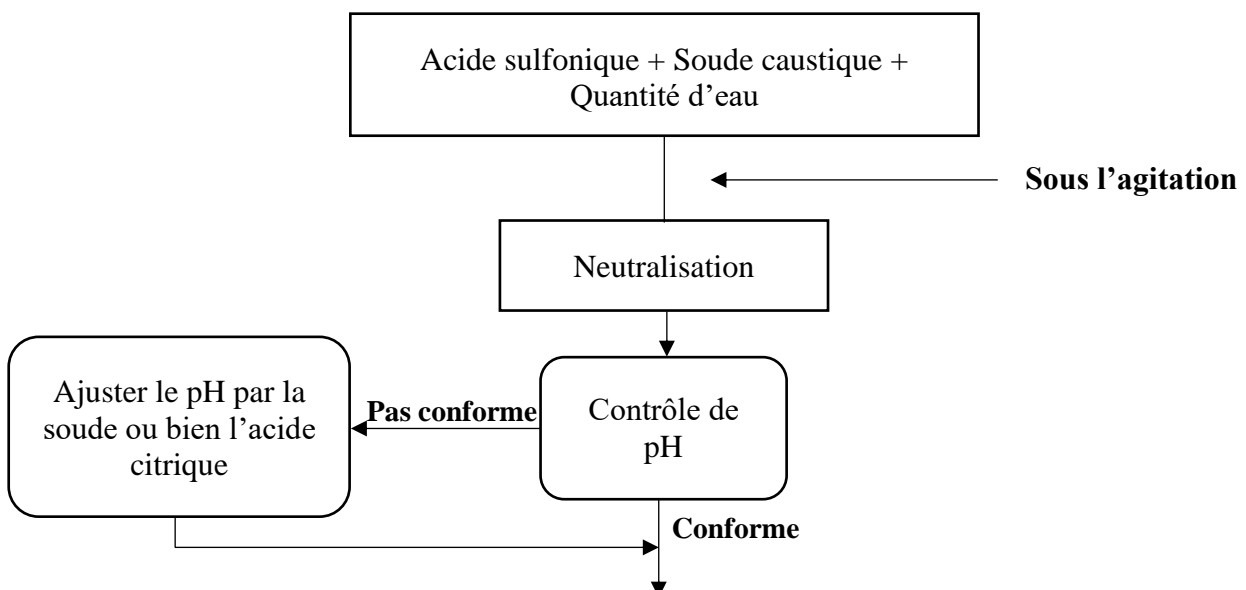 Acide sulfonique + Soude caustique +
Quantité d’eau
Sous l’agitation
Neutralisation
Ajuster le pH par la
soude ou bien l’acide
citrique
Pas conforme
Contrôle de
pH
Conforme